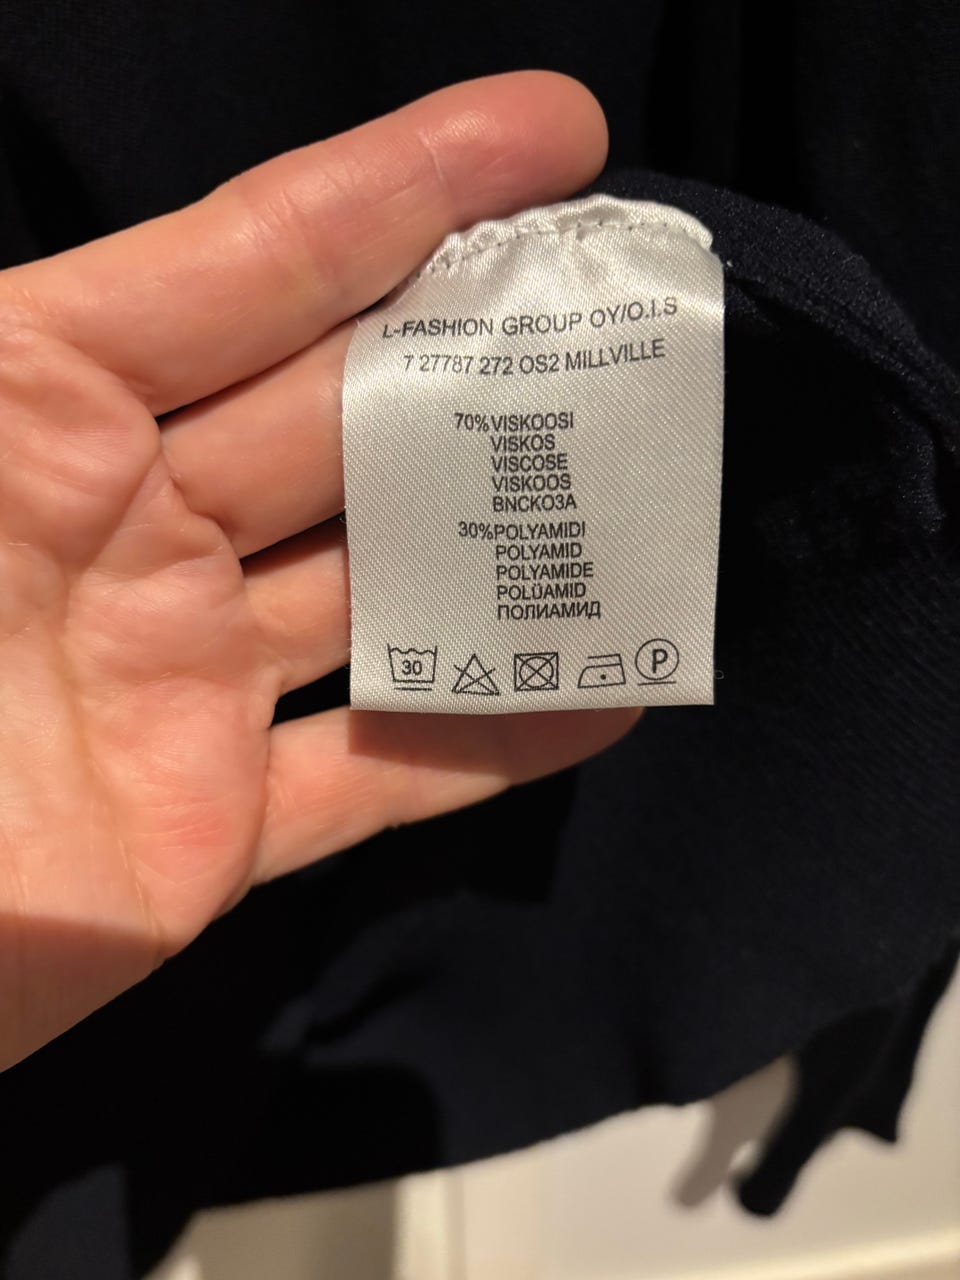 L-FASHION GROUP OY/O.I.S
7 27787 272 OS2 MILLVILLE
70%VISKOOSI
VISKOS
VISCOSE
VISKOOS
BNCKO3A
30%POLYAMIDI
POLYAMID
POLYAMIDE
POLÜAMID
ПОЛИАМИД
30 P